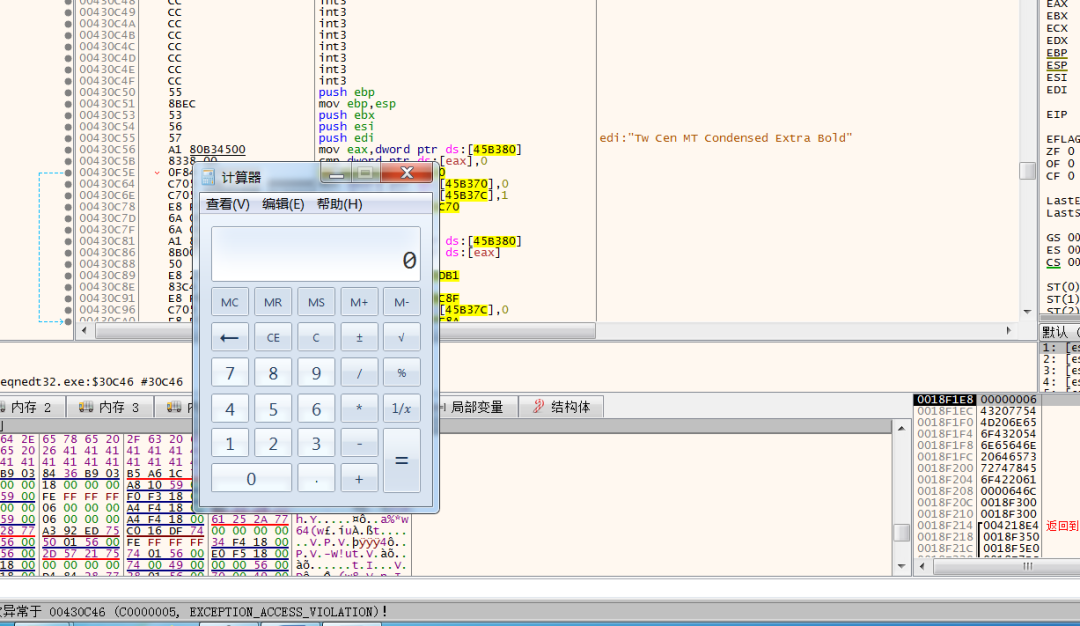 00430C48 CC int3
00430C49 CC int3
00430C4A CC int3
00430C4B CC int3
00430C4C CC int3
00430C4D CC int3
00430C4E CC int3
00430C4F CC int3
00430C50 55 push ebp
00430C51 8BEC mov ebp,esp
00430C53 53 push ebx
00430C54 56 push esi
00430C55 57 push edi edi:"Tw Cen MT Condensed Extra Bold"
00430C56 A1 80B34500 mov eax,dword ptr ds:[45B380]
00430C5B 8338 00 cmp dword ptr ds:[eax],0
00430C5E 0F84
00430C64 C705 [45B370],0
00430C6E C705 [45B37C],1
00430C78 E8 C70
00430C7D 6A
00430C7F 6A
00430C81 A1 ds:[45B380]
00430C86 8B00 ds:[eax]
00430C88 50
00430C89 E8 DB1
00430C8E 83C4
00430C91 E8 C8F
00430C96 C705 [45B37C],0
EAX
EBX
ECX
EDX
EBP
ESP
ESI
EDI
EIP
EFLAG
ZF 0
OF 0
CF 0
LastE
LastS
GS 00
ES 00
CS 00
ST(0)
ST(1)
ST(2)
默认 (
1: [es
2: [es
3: [es
4: [es
计算器
查看(V) 编辑(E) 帮助(H)
0
MC MR MS M+ M-
← CE C ± √
7 8 9 / %
4 5 6 * 1/x
1 2 3 - =
0 . +
eqnedt32.exe:$30C46 #30C46
内存 2 内存 3 局部变量 结构体
64 2E 65 78 65 20 2F 63 20
65 20 26 41 41 41 41 41 41
41 41 41 41 41 41 41 41 41
B9 03 84 36 B9 03 B5 A6 1C
00 00 18 00 00 00 A8 10 59
59 00 FE FF FF FF F0 F3 18 0
00 00 06 00 00 00 A4 F4 18 0
59 00 06 00 00 00 A4 F4 18 00 61 25 2A 77 h.Y.....¤ô..a%*w
28 77 A3 92 ED 75 C0 16 DF 74 00 00 00 00
56 00 50 01 56 00 FE FF FF FF 34 F4 18 00 ..V.P.V.þÿÿÿ4ô..
56 00 2D 57 21 75 74 01 56 00 E0 F5 18 00
18 00 00 00 00 00 74 00 49 00 00 00 56 00
0018F1E8 00000006
0018F1EC 43207754
0018F1F0 4D206E65
0018F1F4 6F432054
0018F1F8 6E65646E
0018F1FC 20646573
0018F200 72747845
0018F204 6F422061
0018F208 0000646C
0018F20C 0018F300
0018F210 0018F300
0018F214 004218E4 返回到
0018F218 0018F350
0018F21C 0018F5E0
异常于 00430C46 (C0000005, EXCEPTION_ACCESS_VIOLATION)!